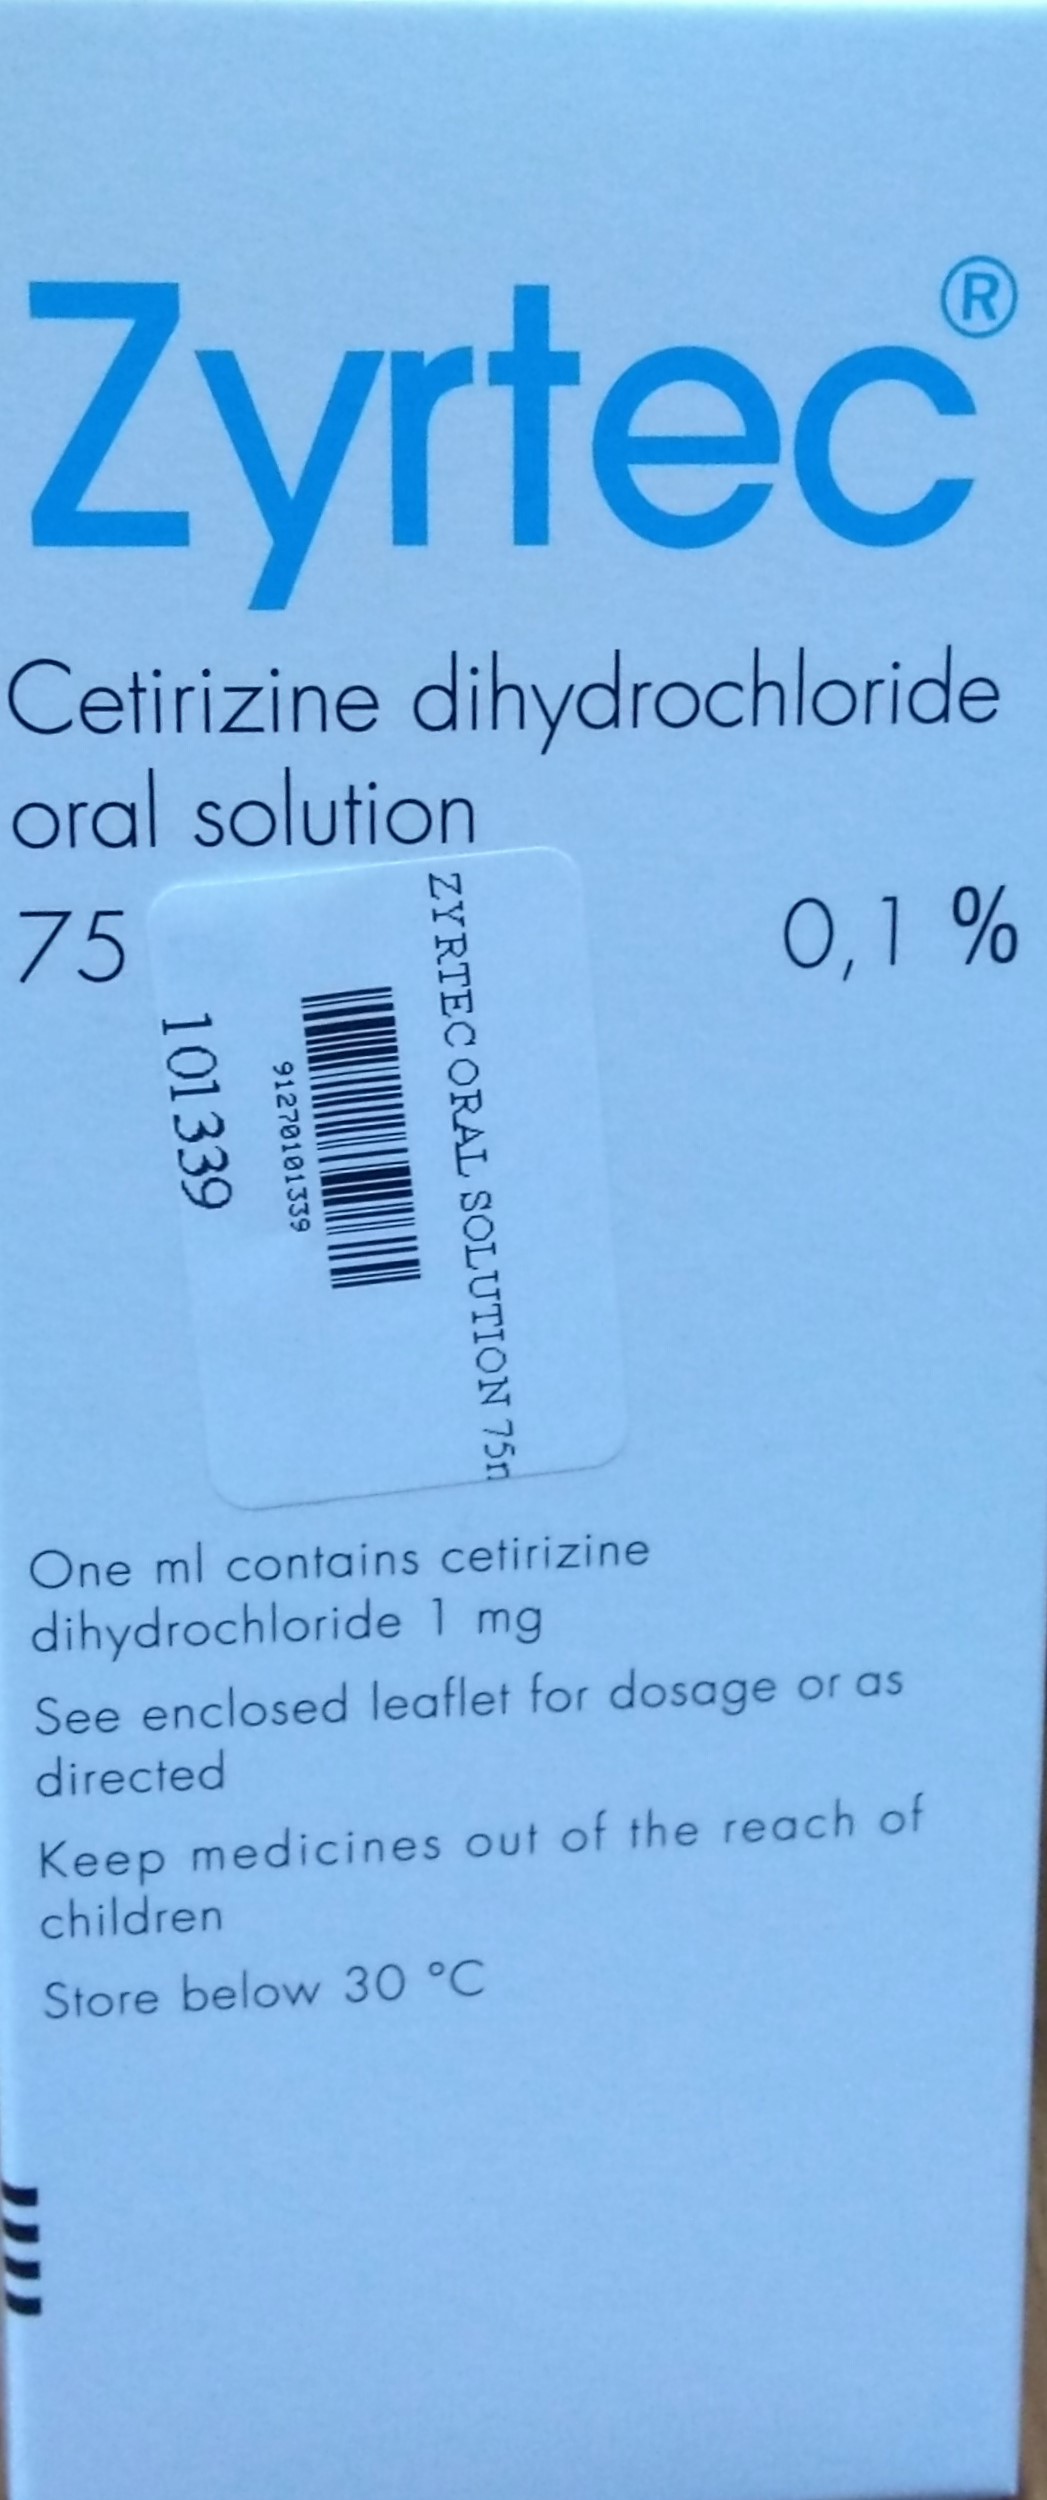 Zyrtec®
Cetirizine dihydrochloride
oral solution
75
0,1 %
ZYRTEC ORAL SOLUTION 75
91270101339
101339
One ml contains cetirizine
dihydrochloride 1 mg
See enclosed leaflet for dosage or as
directed
Keep medicines out of the reach of
children
Store below 30 °C